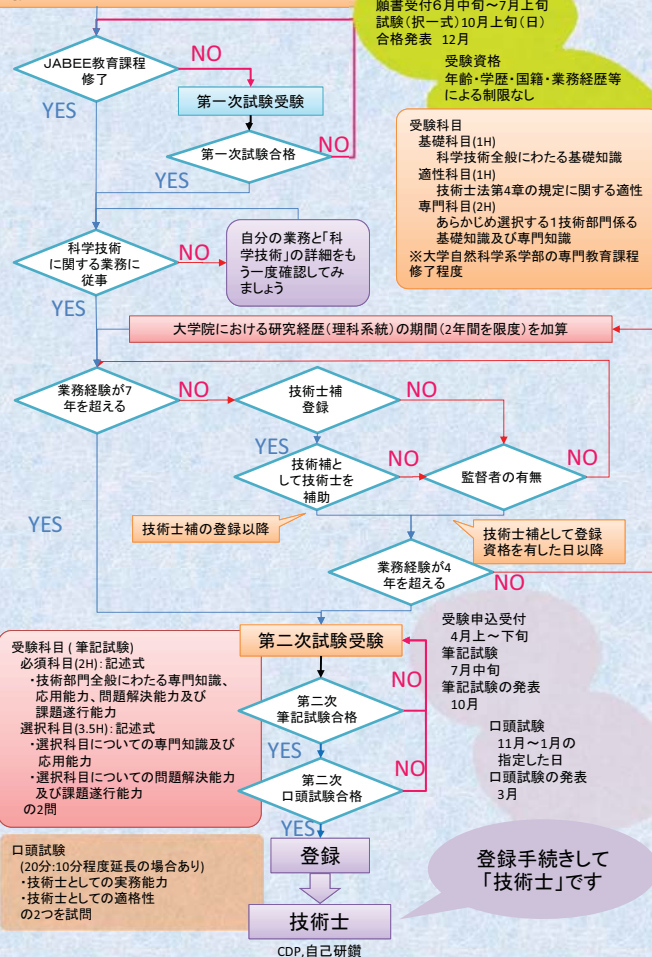 願書受付6月中旬~7月上旬
試験(択一式)10月上旬(日)
合格発表 12月
受験資格
年齢・学歴・国籍・業務経歴等
による制限なし
JABEE教育課程
修了
NO
YES
第一次試験受験
第一次試験合格
NO
YES
受験科目
基礎科目(1H)
科学技術全般にわたる基礎知識
適性科目(1H)
技術士法第4章の規定に関する適性
専門科目(2H)
あらかじめ選択する1技術部門係る
基礎知識及び専門知識
※大学自然科学系学部の専門教育課程
修了程度
科学技術
に関する業務に
従事
NO
YES
自分の業務と「科
学技術」の詳細をも
う一度確認してみ
ましょう
大学院における研究経歴(理科系統)の期間(2年間を限度)を加算
業務経験が7
年を超える
NO
YES
技術士補
登録
NO
YES
技術補と
して技術士を
補助
NO
監督者の有無
NO
技術士補の登録以降
技術士補として登録
資格を有した日以降
業務経験が4
年を超える
NO
第二次試験受験
受験科目(筆記試験)
必須科目(2H):記述式
・技術部門全般にわたる専門知識、
応用能力、問題解決能力及び
課題遂行能力
選択科目(3.5H):記述式
・選択科目についての専門知識及び
応用能力
・選択科目についての問題解決能力
及び課題遂行能力
の2問
受験申込受付
4月上~下旬
筆記試験
7月中旬
筆記試験の発表
10月
口頭試験
11月~1月の
指定した日
口頭試験の発表
3月
第二次
筆記試験合格
NO
YES
第二次
口頭試験合格
NO
YES
口頭試験
(20分:10分程度延長の場合あり)
・技術士としての実務能力
・技術士としての適格性
の2つを試問
登録
登録手続きして
「技術士」です
技術士
CDP,自己研鑽